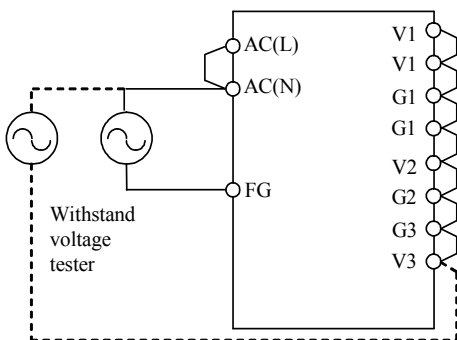 AC(L)
AC(N)
FG
Withstand
voltage
tester
V1
V1
G1
G1
V2
G2
G3
V3